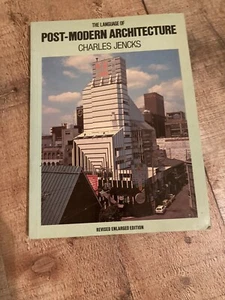 THE LANGUAGE OF
POST-MODERN ARCHITECTURE
CHARLES JENCKS
REVISED ENLARGED EDITION